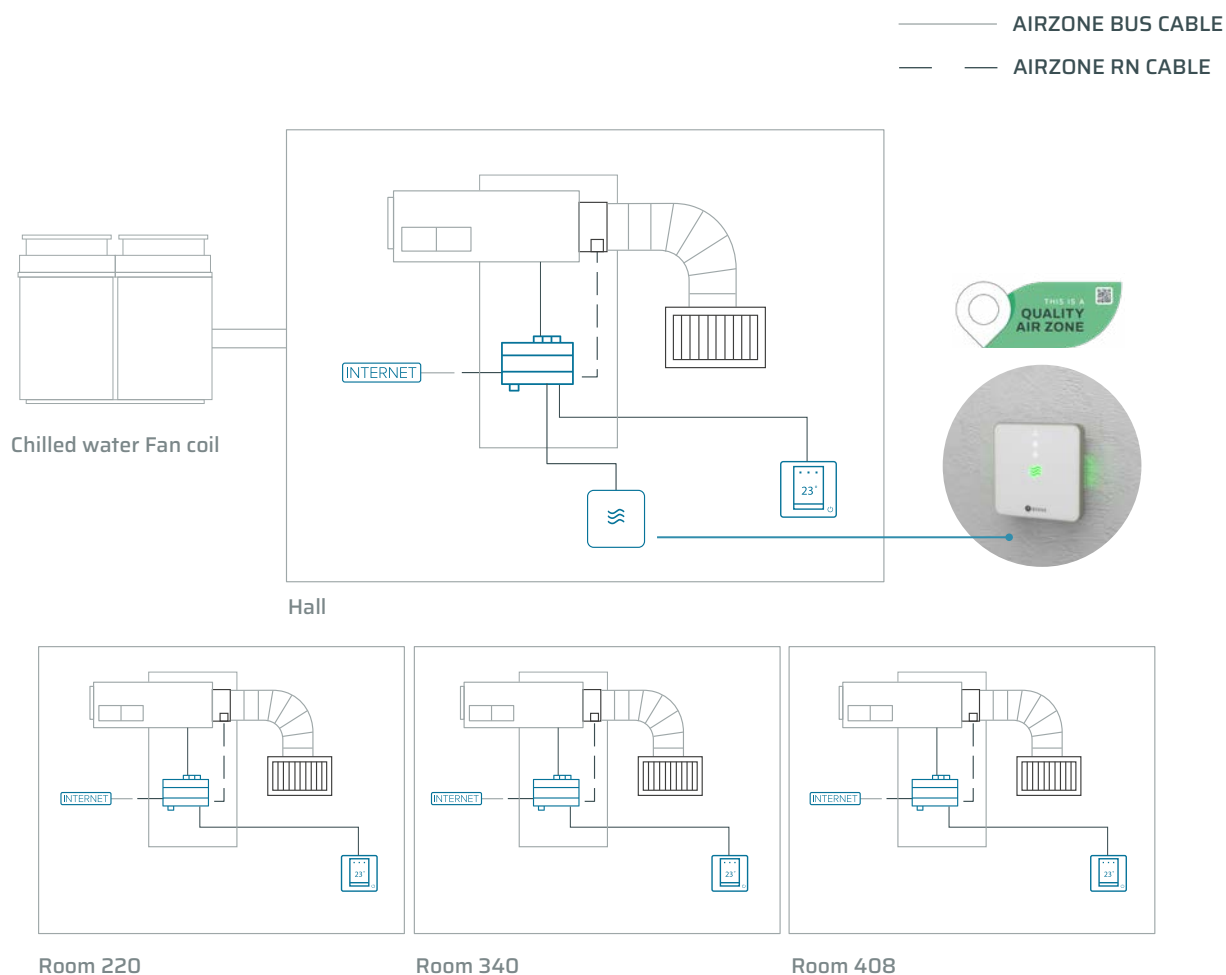 AIRZONE BUS CABLE
AIRZONE RN CABLE
THIS IS A
QUALITY
AIR ZONE
INTERNET
Chilled water Fan coil
23°
Hall
INTERNET
23°
INTERNET
23°
INTERNET
23°
Room 220
Room 340
Room 408